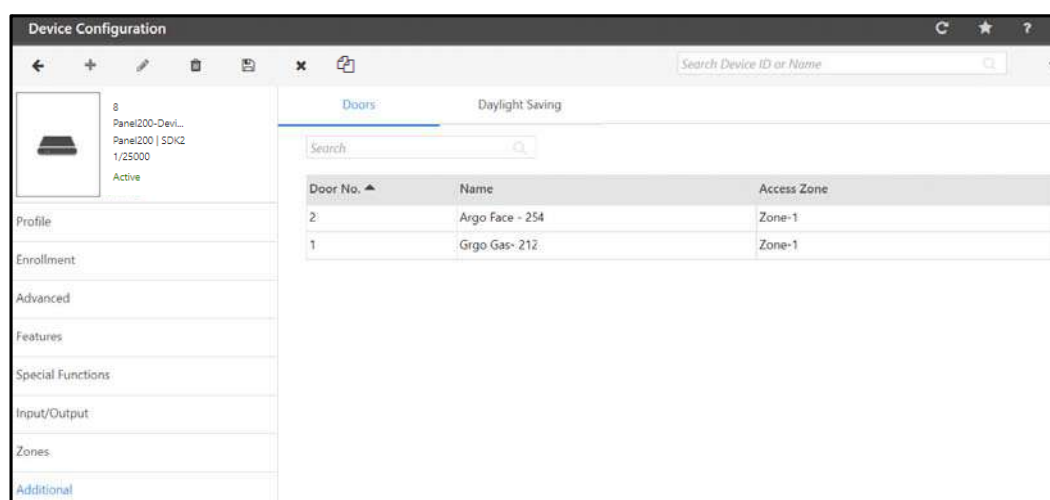 Device Configuration
?
Search Device ID or Name
8
Panel200-Devi...
Panel200 | SDK2
1/25000
Active
Profile
Enrollment
Advanced
Features
Special Functions
Input/Output
Zones
Additional
Doors Daylight Saving
Search
Door No. Name Access Zone
2 Argo Face - 254 Zone-1
1 Grgo Gas- 212 Zone-1